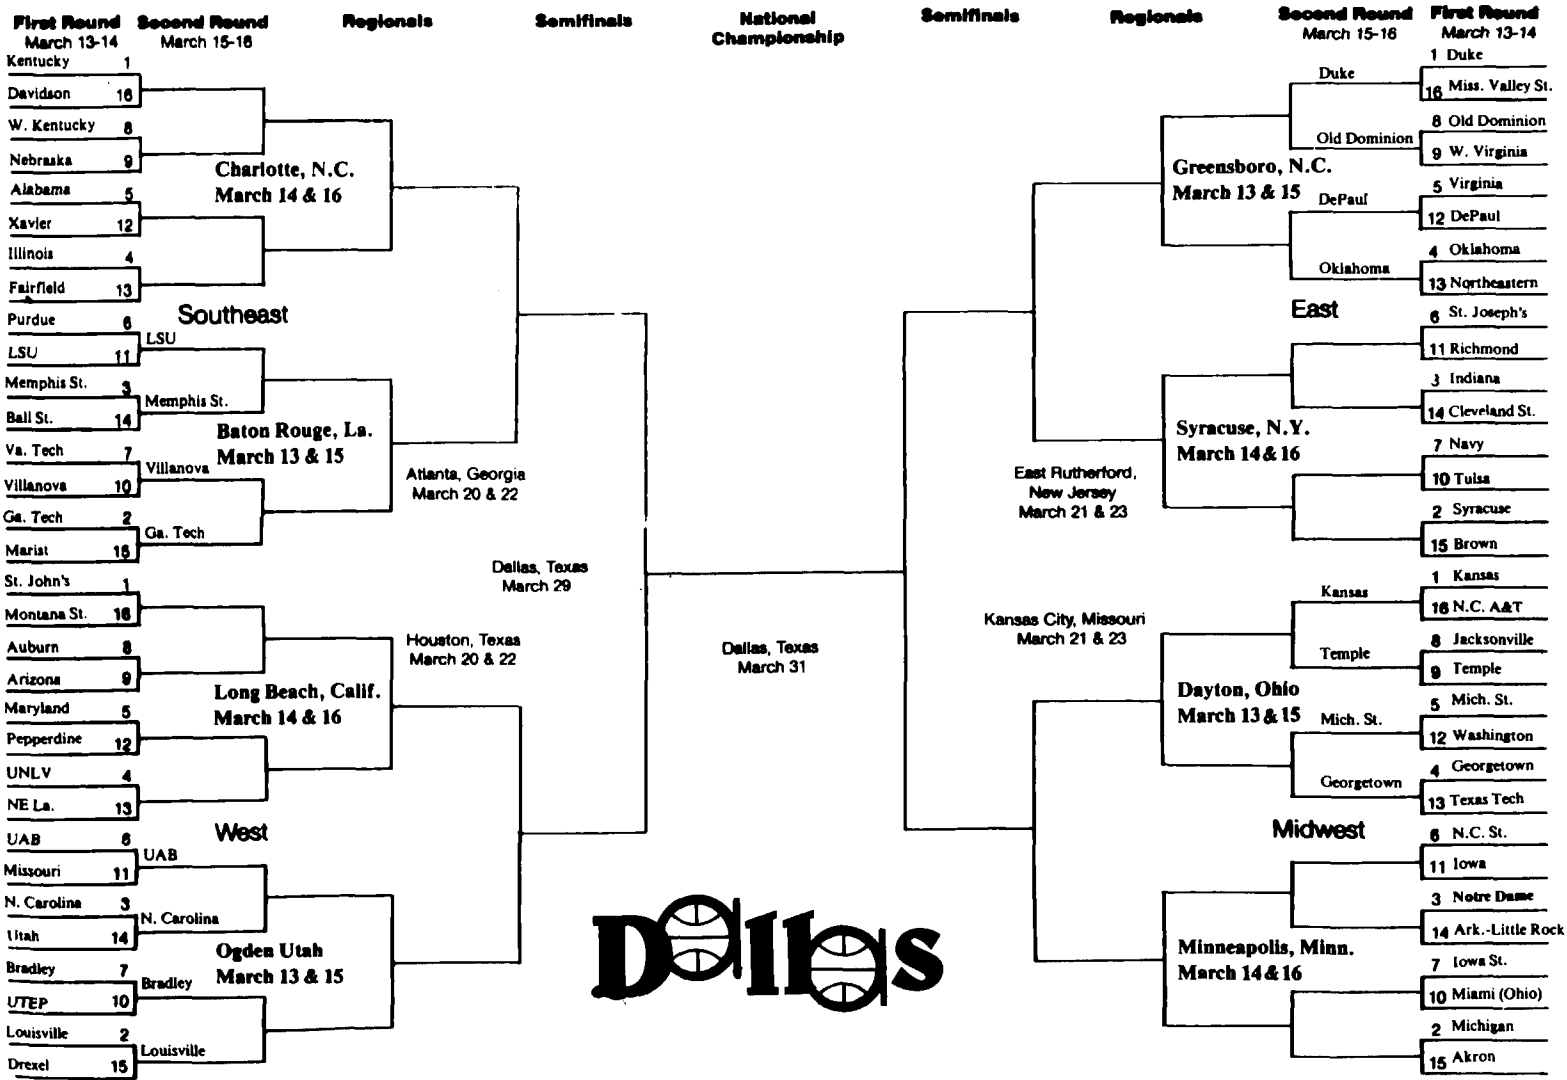 First Round
March 13-14
Second Round
March 15-16
Regionals
Semifinals
National
Championship
Semifinals
Regionals
Second Round
March 15-16
First Round
March 13-14
Kentucky 1
Davidson 16
W. Kentucky 8
Nebraska 9
Alabama 5
Xavier 12
Illinois 4
Fairfield 13
Charlotte, N.C.
March 14 & 16
Southeast
Purdue 6
LSU 11
LSU
Memphis St. 3
Ball St. 14
Memphis St.
Baton Rouge, La.
March 13 & 15
Va. Tech 7
Villanova 10
Villanova
Ga. Tech 2
Marist 15
Ga. Tech
Atlanta, Georgia
March 20 & 22
Dallas, Texas
March 29
St. John's 1
Montana St. 16
Auburn 8
Arizona 9
Maryland 5
Pepperdine 12
UNLV 4
NE La. 13
Long Beach, Calif.
March 14 & 16
Houston, Texas
March 20 & 22
West
UAB 6
Missouri 11
UAB
N. Carolina 3
Utah 14
N. Carolina
Ogden Utah
March 13 & 15
Bradley 7
UTEP 10
Bradley
Louisville 2
Drexel 15
Louisville
Dallas, Texas
March 31
Dallas
Duke
1 Duke
16 Miss. Valley St.
Old Dominion
8 Old Dominion
9 W. Virginia
Greensboro, N.C.
March 13 & 15
DePaul
5 Virginia
12 DePaul
Oklahoma
4 Oklahoma
13 Northeastern
East
6 St. Joseph's
11 Richmond
3 Indiana
14 Cleveland St.
Syracuse, N.Y.
March 14 & 16
7 Navy
10 Tulsa
2 Syracuse
15 Brown
East Rutherford,
New Jersey
March 21 & 23
Kansas
1 Kansas
16 N.C. A&T
Temple
8 Jacksonville
9 Temple
Kansas City, Missouri
March 21 & 23
Dayton, Ohio
March 13 & 15
Mich. St.
5 Mich. St.
12 Washington
Georgetown
4 Georgetown
13 Texas Tech
Midwest
6 N.C. St.
11 Iowa
3 Notre Dame
14 Ark.-Little Rock
Minneapolis, Minn.
March 14 & 16
7 Iowa St.
10 Miami (Ohio)
2 Michigan
15 Akron